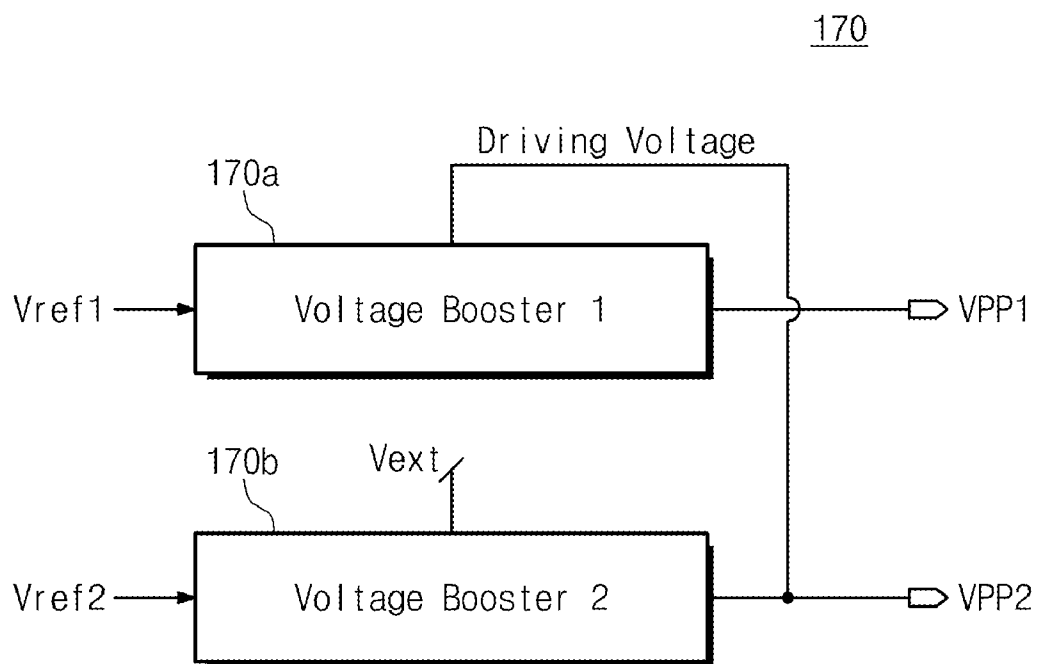 170
Driving Voltage
170a
Vref1
Voltage Booster 1
VPP1
170b
Vext
Vref2
Voltage Booster 2
VPP2